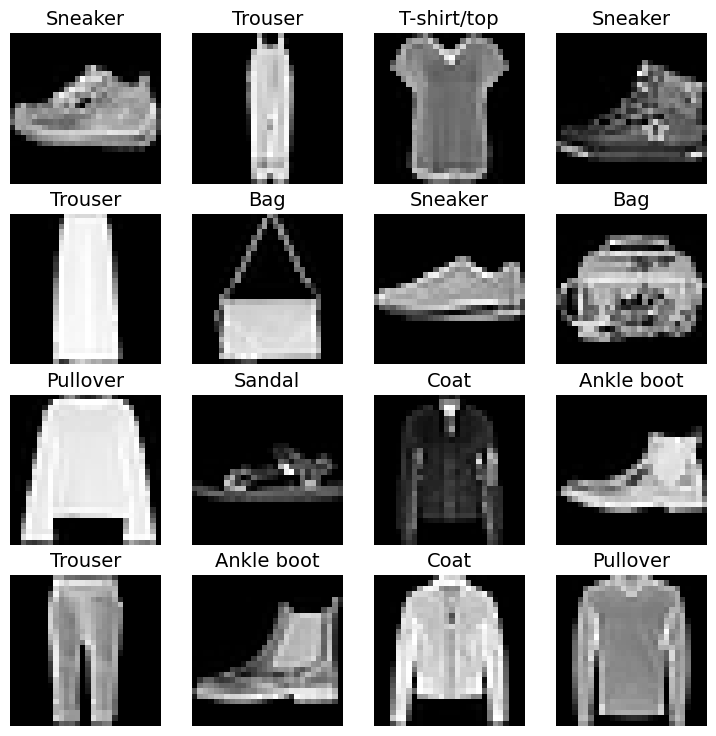 Sneaker Trouser T-shirt/top Sneaker
Trouser Bag Sneaker Bag
Pullover Sandal Coat Ankle boot
Trouser Ankle boot Coat Pullover